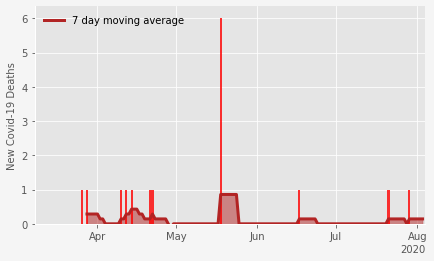 7 day moving average
New Covid-19 Deaths
6
5
4
3
2
1
0
Apr
May
Jun
Jul
Aug
2020